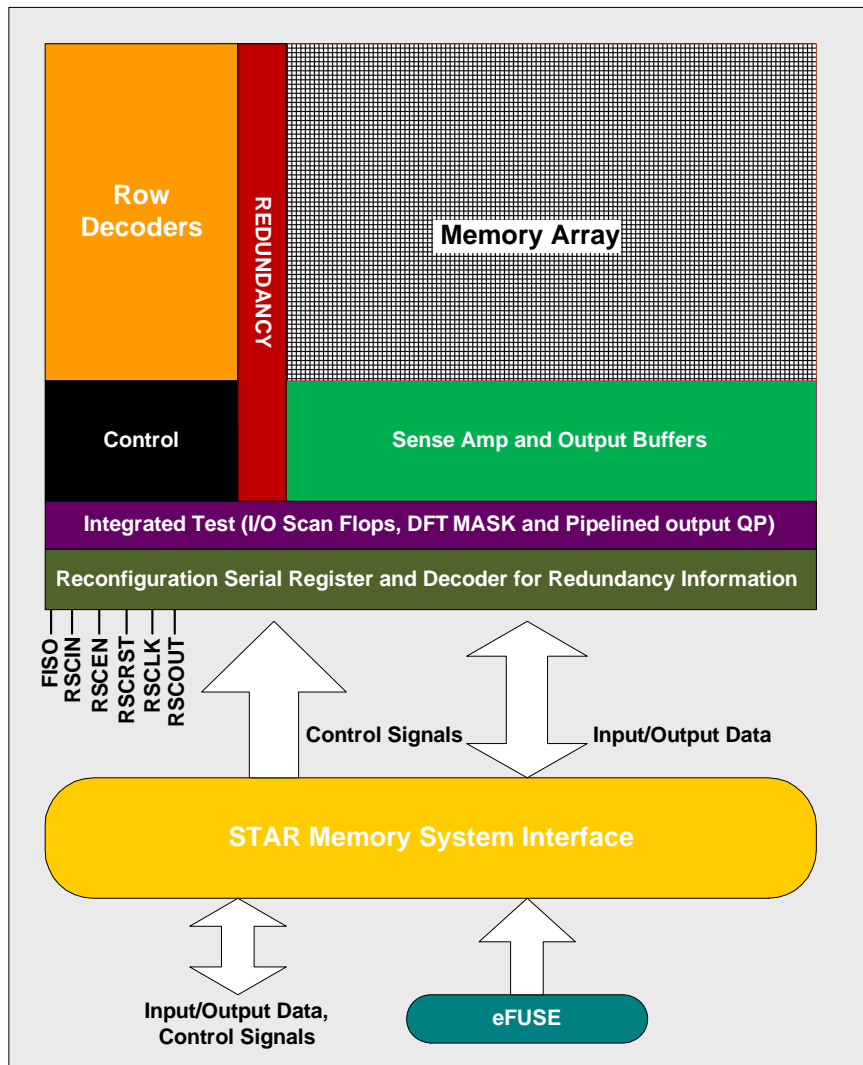 Row
Decoders
REDUNDANCY
Memory Array
Control
Sense Amp and Output Buffers
Integrated Test (I/O Scan Flops, DFT MASK and Pipelined output QP)
Reconfiguration Serial Register and Decoder for Redundancy Information
FISO
RSCIN
RSCEN
RSCRST
RSCLK
RSCOUT
Control Signals
Input/Output Data
STAR Memory System Interface
Input/Output Data,
Control Signals
eFUSE